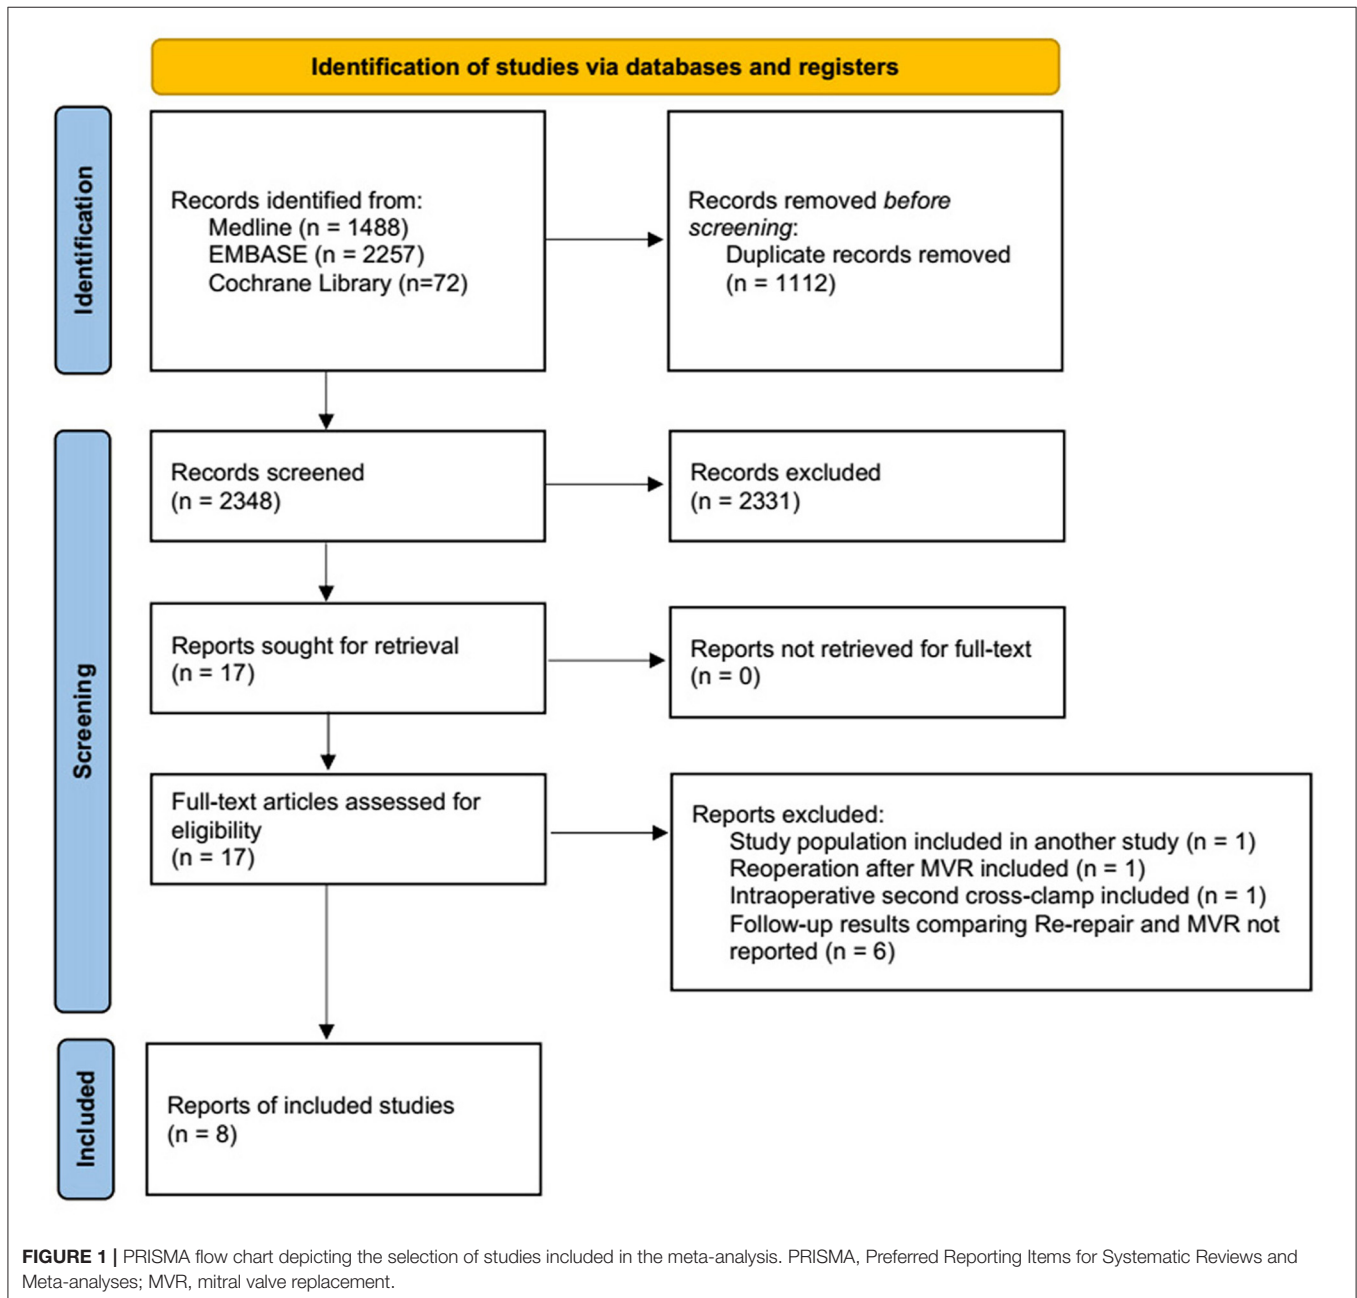 Identification of studies via databases and registers
Identification
Records identified from:
Medline (n = 1488)
EMBASE (n = 2257)
Cochrane Library (n=72)
Records removed before
screening:
Duplicate records removed
(n = 1112)
Screening
Records screened
(n = 2348)
Records excluded
(n = 2331)
Reports sought for retrieval
(n = 17)
Reports not retrieved for full-text
(n = 0)
Full-text articles assessed for
eligibility
(n = 17)
Reports excluded:
Study population included in another study (n = 1)
Reoperation after MVR included (n = 1)
Intraoperative second cross-clamp included (n = 1)
Follow-up results comparing Re-repair and MVR not
reported (n = 6)
Included
Reports of included studies
(n = 8)
FIGURE 1 | PRISMA flow chart depicting the selection of studies included in the meta-analysis. PRISMA, Preferred Reporting Items for Systematic Reviews and
Meta-analyses; MVR, mitral valve replacement.